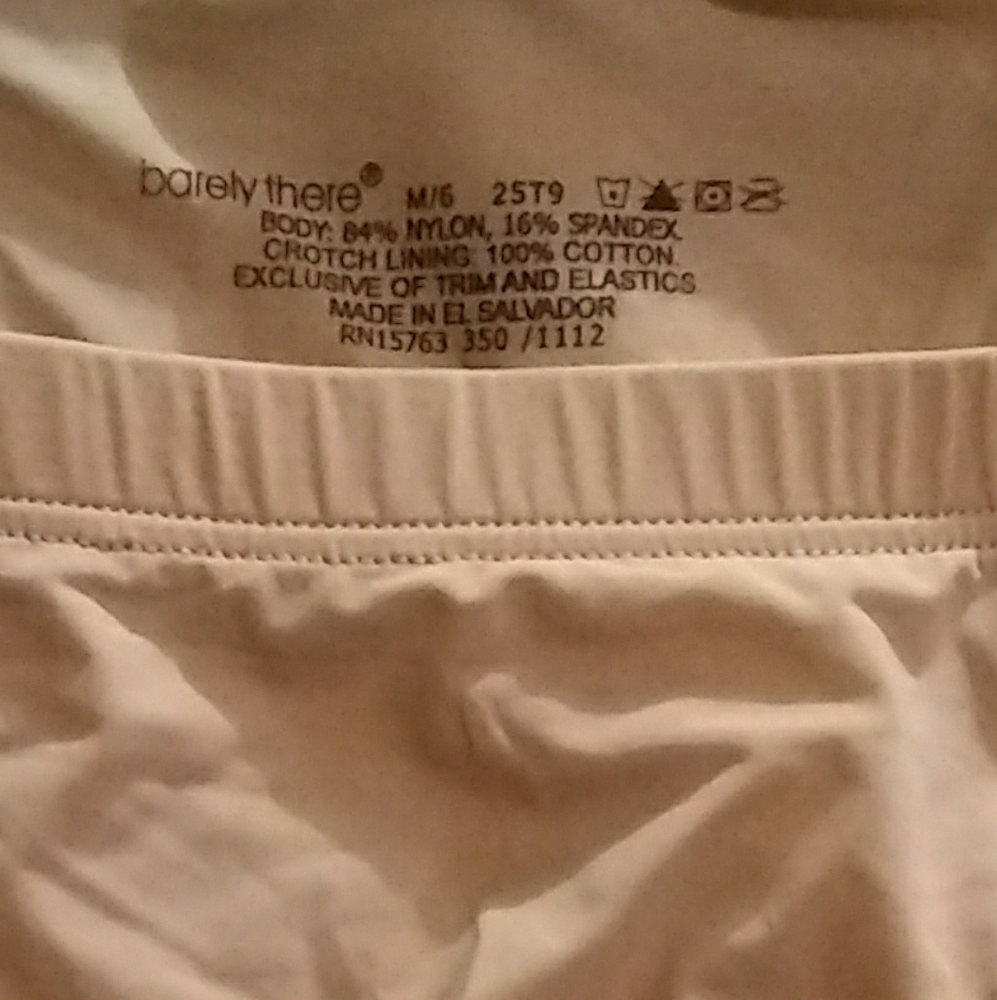 barely there® M/6 25T9
BODY: 84% NYLON, 16% SPANDEX
CROTCH LINING 100% COTTON
EXCLUSIVE OF TRIM AND ELASTICS
MADE IN EL SALVADOR
RN15763 350 /1112